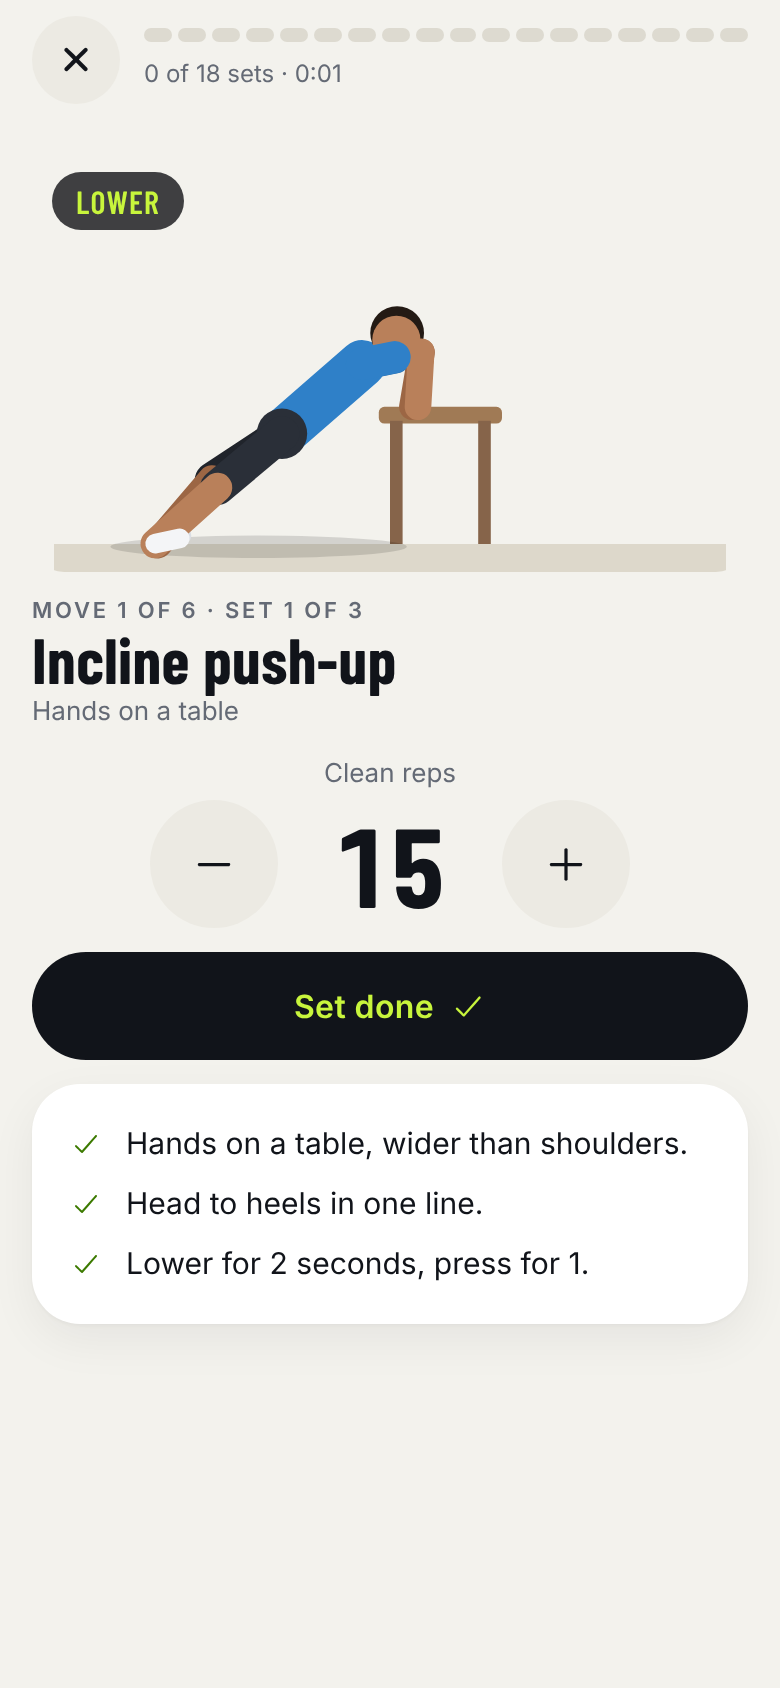 0 of 18 sets · 0:01
LOWER
MOVE 1 OF 6 · SET 1 OF 3
Incline push-up
Hands on a table
Clean reps
15
Set done
Hands on a table, wider than shoulders.
Head to heels in one line.
Lower for 2 seconds, press for 1.